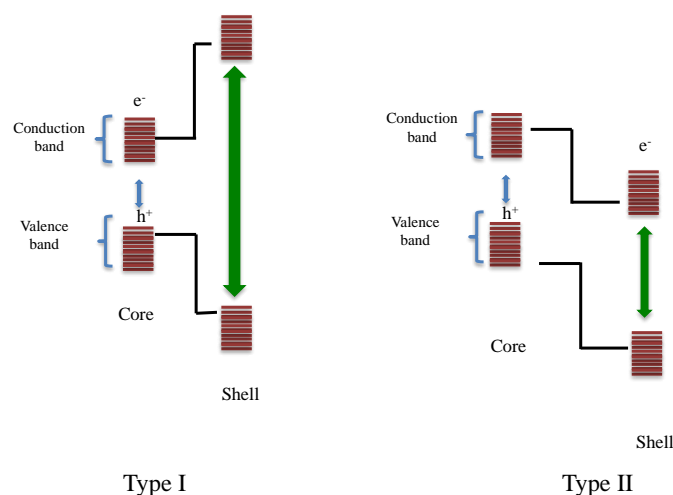 e-
Conduction
band
h+
Valence
band
Core
Shell
Type I
Conduction
band
e-
h+
Valence
band
Core
Shell
Type II